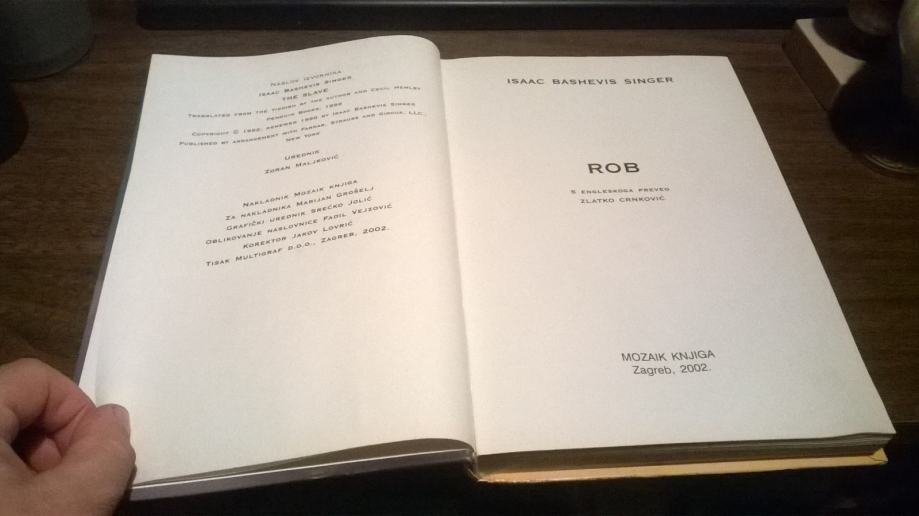 NASLOV IZVORNIKA
ISAAC BASHEVIS SINGER
THE SLAVE
TRANSLATED FROM THE YIDDISH BY THE AUTHOR AND CECIL HEMLEY
PENGUIN BOOKS, 1996
COPYRIGHT © 1962, RENEWED 1990 BY ISAAC BASHEVIS SINGER
PUBLISHED BY ARRANGEMENT WITH FARRAR, STRAUSS AND GIROUX, LLC.,
NEW YORK
UREDNIK
ZORAN MALJKOVIĆ
NAKLADNIK MOZAIK KNJIGA
ZA NAKLADNIKA MARIJAN GROŠELJ
GRAFIČKI UREDNIK SREĆKO JOLIĆ
OBLIKOVANJE NASLOVNICE FADIL VEJZOVIĆ
KOREKTOR JAKOV LOVRIĆ
TISAK MULTIGRAF D.O.O., ZAGREB, 2002.
ISAAC BASHEVIS SINGER
ROB
S ENGLESKOGA PREVEO
ZLATKO CRNKOVIĆ
MOZAIK KNJIGA
Zagreb, 2002.